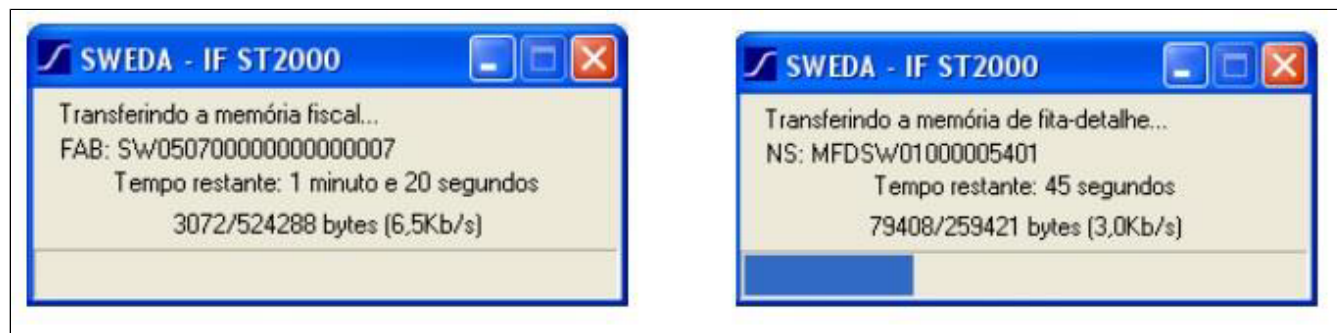 SWEDA - IF ST2000
Transferindo a memória fiscal...
FAB: SW050700000000000007
Tempo restante: 1 minuto e 20 segundos
3072/524288 bytes (6,5Kb/s)
SWEDA - IF ST2000
Transferindo a memória de fita-detalhe...
NS: MFDSW01000005401
Tempo restante: 45 segundos
79408/259421 bytes (3,0Kb/s)